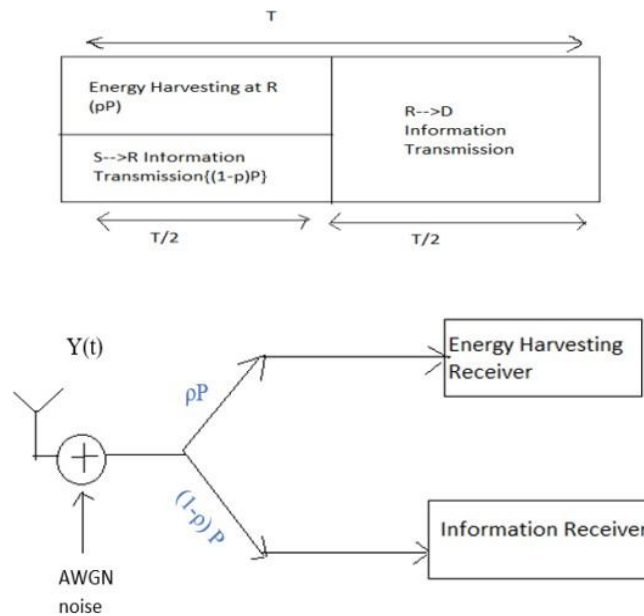 T
Energy Harvesting at R
(pP)
S-->R Information
Transmission{(1-p)P}
R-->D
Information
Transmission
T/2
T/2
Y(t)
ρP
(1-ρ) P
Energy Harvesting
Receiver
Information Receiver
AWGN
noise